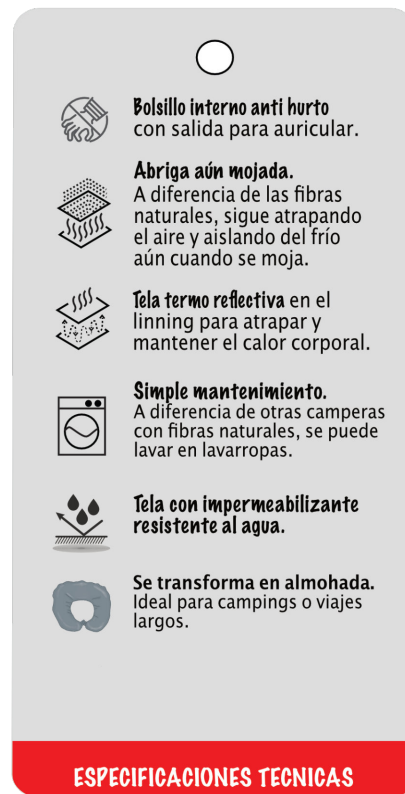 Bolsillo interno anti hurto
con salida para auricular.
Abriga aún mojada.
A diferencia de las fibras
naturales, sigue atrapando
el aire y aislando del frío
aún cuando se moja.
Tela termo reflectiva en el
linning para atrapar y
mantener el calor corporal.
Simple mantenimiento.
A diferencia de otras camperas
con fibras naturales, se puede
lavar en lavarropas.
Tela con impermeabilizante
resistente al agua.
Se transforma en almohada.
Ideal para campings o viajes
largos.
ESPECIFICACIONES TECNICAS